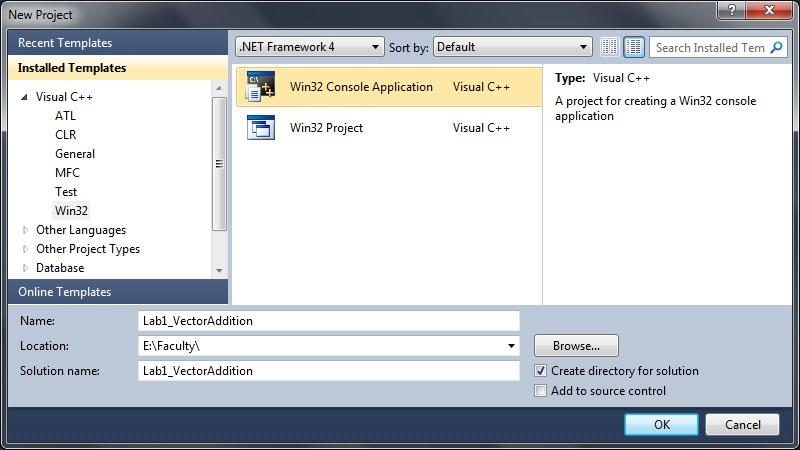 New Project
Recent Templates
Installed Templates
Visual C++
ATL
CLR
General
MFC
Test
Win32
Other Languages
Other Project Types
Database
Online Templates
.NET Framework 4
Sort by:
Default
Search Installed Tem
Win32 Console Application Visual C++
Win32 Project Visual C++
Type: Visual C++
A project for creating a Win32 console
application
Name: Lab1_VectorAddition
Location: E:\Faculty\
Browse...
Solution name: Lab1_VectorAddition
Create directory for solution
Add to source control
OK
Cancel